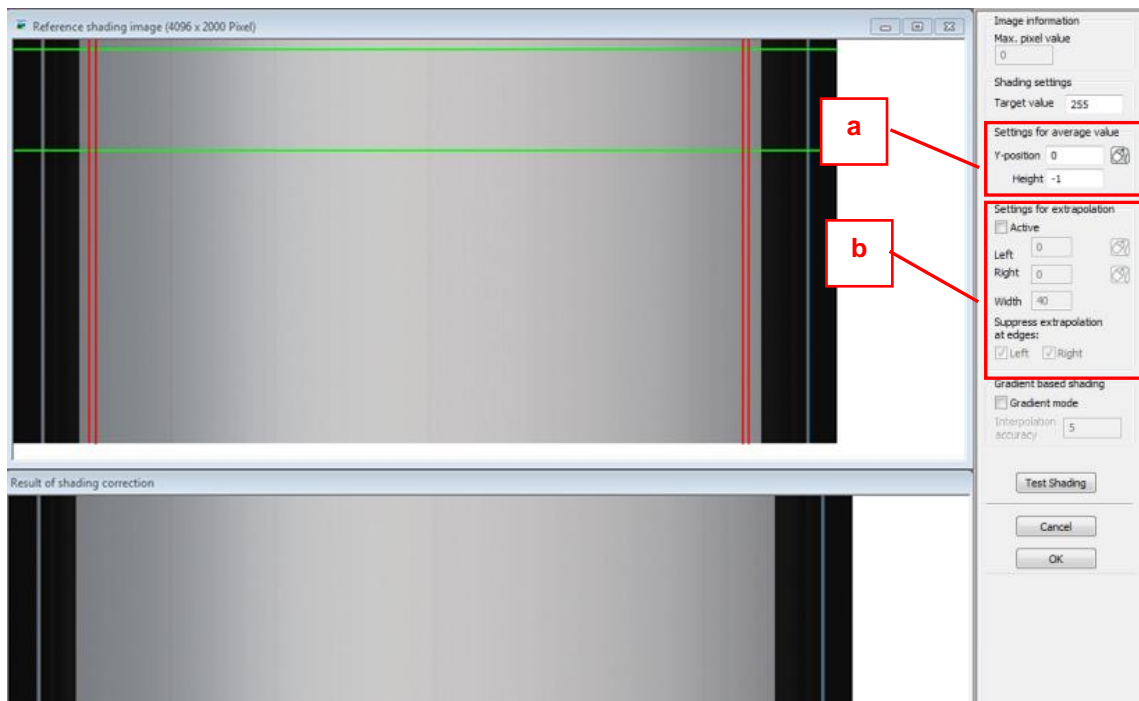 Reference shading image (4096 x 2000 Pixel)
Image information
Max. pixel value
0
Shading settings
Target value 255
a
Settings for average value
Y-position 0
Height -1
b
Settings for extrapolation
Active
Left 0
Right 0
Width 40
Suppress extrapolation
at edges:
Left Right
Gradient based shading
Gradient mode
Interpolation
accuracy 5
Result of shading correction
Test Shading
Cancel
OK